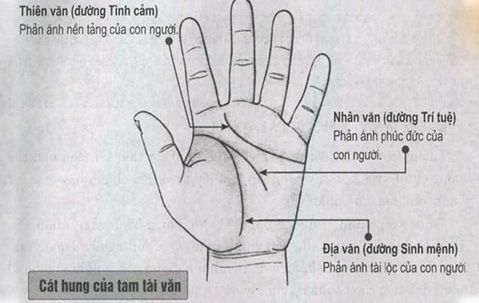 Thiên văn (đường Tình cảm)
Phản ánh nền tảng của con người.
Nhân văn (đường Trí tuệ)
Phản ánh phúc đức của
con người.
Địa văn (đường Sinh mệnh)
Phản ánh tài lộc của con người
Cát hung của tam tài văn